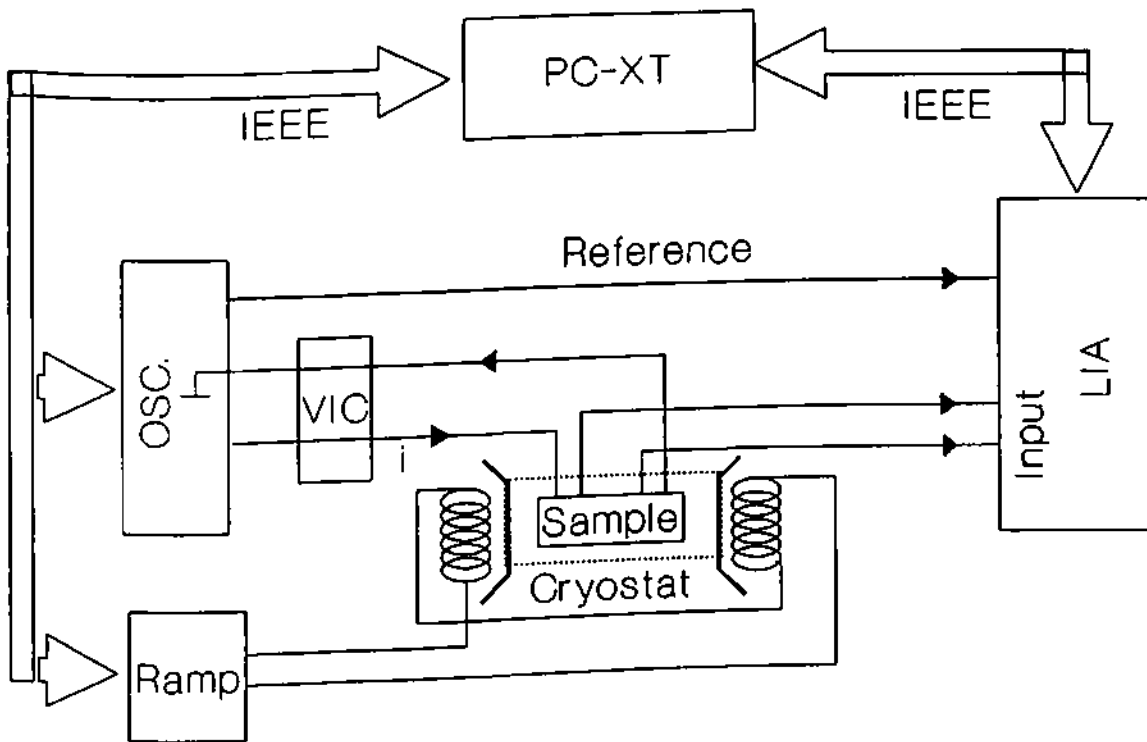 PC-XT
IEEE
IEEE
Reference
OSC.
VIC
i
LIA
Input
Sample
Cryostat
Ramp